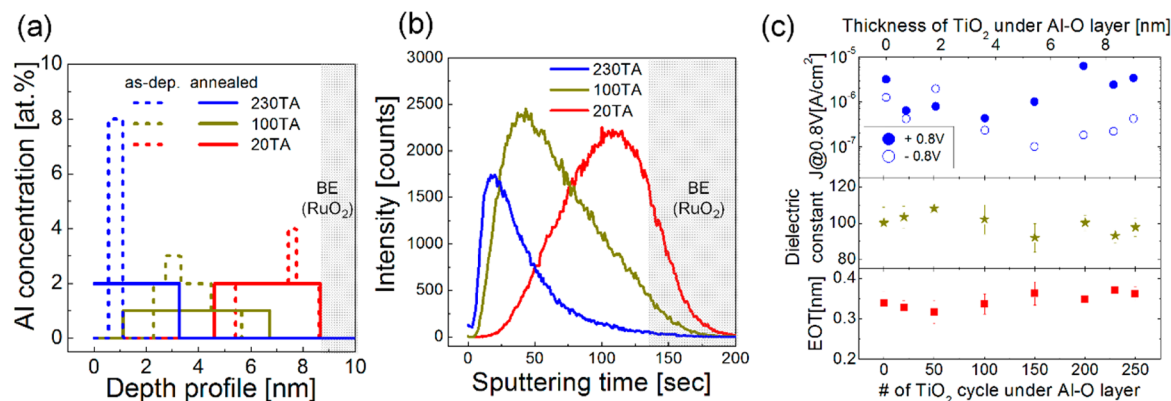 (a)
Al concentration [at.%]
10
8
6
4
2
0
as-dep. annealed
230TA
100TA
20TA
BE
(RuO2)
0 2 4 6 8 10
Depth profile [nm]
(b)
Intensity [counts]
3000
2500
2000
1500
1000
500
0
230TA
100TA
20TA
BE
(RuO2)
0 50 100 150 200
Sputtering time [sec]
(c)
Thickness of TiO2 under Al-O layer [nm]
0 2 4 6 8
J@0.8V[A/cm²]
10⁻⁵
10⁻⁶
10⁻⁷
+ 0.8V
- 0.8V
Dielectric
constant
120
100
80
EOT[nm]
0.4
0.3
0.2
0 50 100 150 200 250
# of TiO2 cycle under Al-O layer